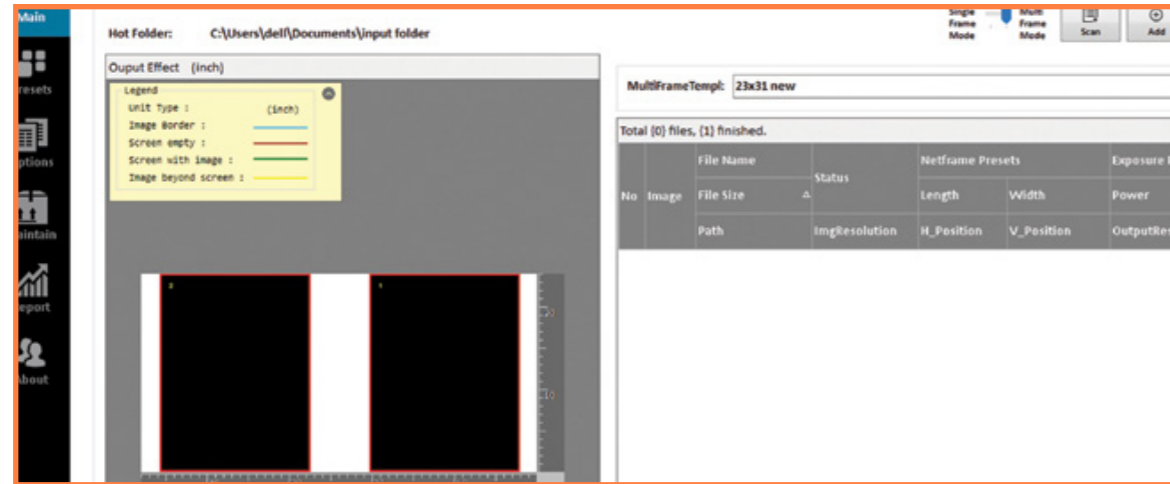 Main
resets
ptions
aintain
eport
bout
Hot Folder: C:\Users\dell\Documents\input folder
Single Frame Mode
Multi Frame Mode
Scan
Add
Ouput Effect (inch)
Legend
Unit Type : (inch)
Image Border :
Screen empty :
Screen with image :
Image beyond screen :
2
1
MultiFrameTempl: 23x31 new
Total {0} files, {1} finished.
No Image File Name Status Netframe Presets Exposure
File Size Length Width Power
Path ImgResolution H_Position V_Position OutputRes